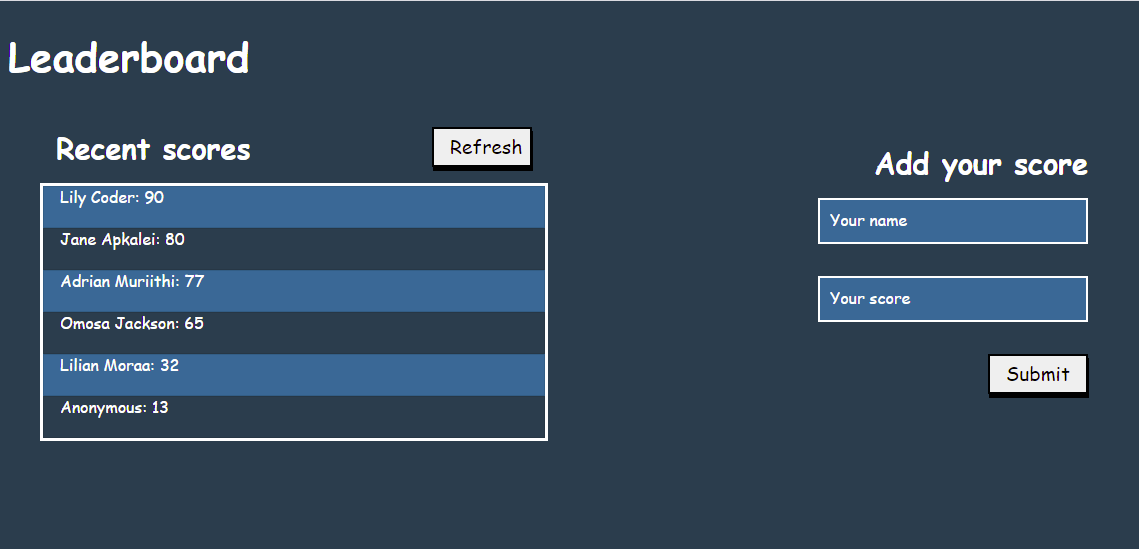 Leaderboard
Recent scores
Refresh
Lily Coder: 90
Jane Apkalei: 80
Adrian Muriithi: 77
Omosa Jackson: 65
Lilian Moraa: 32
Anonymous: 13
Add your score
Your name
Your score
Submit